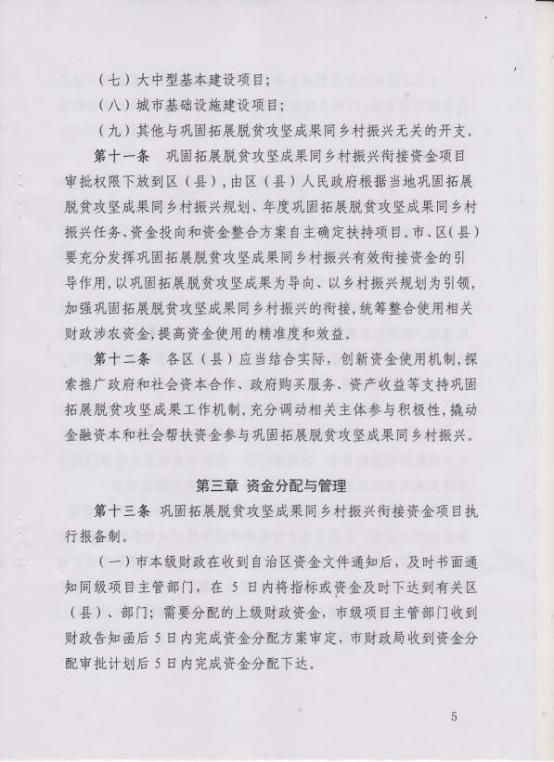 （七）大中型基本建设项目；
（八）城市基础设施建设项目；
（九）其他与巩固拓展脱贫攻坚成果同乡村振兴无关的开支。
第十一条 巩固拓展脱贫攻坚成果同乡村振兴衔接资金项目
审批权限下放到区（县），由区（县）人民政府根据当地巩固拓展
脱贫攻坚成果同乡村振兴规划、年度巩固拓展脱贫攻坚成果同乡村
振兴任务、资金投向和资金整合方案自主确定扶持项目。市、区（县）
要充分发挥巩固拓展脱贫攻坚成果同乡村振兴有效衔接资金的引
导作用，以巩固拓展脱贫攻坚成果为导向、以乡村振兴规划为引领，
加强巩固拓展脱贫攻坚成果同乡村振兴的衔接，统筹整合使用相关
财政涉农资金，提高资金使用的精准度和效益。
第十二条 各区（县）应当结合实际，创新资金使用机制，探
索推广政府和社会资本合作、政府购买服务、资产收益等支持巩固
拓展脱贫攻坚成果工作机制，充分调动相关主体参与积极性，撬动
金融资本和社会帮扶资金参与巩固拓展脱贫攻坚成果同乡村振兴。
第三章 资金分配与管理
第十三条 巩固拓展脱贫攻坚成果同乡村振兴衔接资金项目执
行报备制。
（一）市本级财政在收到自治区资金文件通知后，及时书面通
知同级项目主管部门，在 5 日内将指标或资金及时下达到有关区
（县）、部门；需要分配的上级财政资金，市级项目主管部门收到
财政告知函后 5 日内完成资金分配方案审定，市财政局收到资金分
配审批计划后 5 日内完成资金分配下达。
5